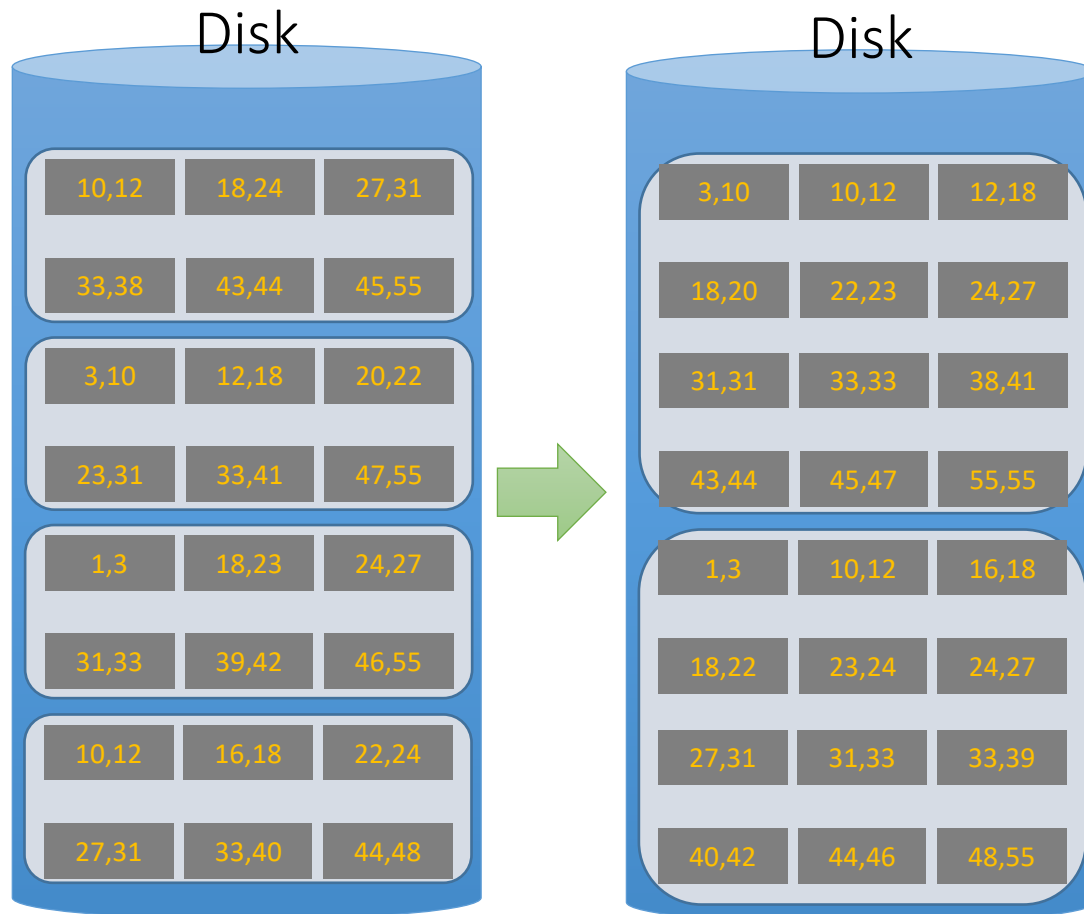 Disk
10,12 18,24 27,31
33,38 43,44 45,55
3,10 12,18 20,22
23,31 33,41 47,55
1,3 18,23 24,27
31,33 39,42 46,55
10,12 16,18 22,24
27,31 33,40 44,48
Disk
3,10 10,12 12,18
18,20 22,23 24,27
31,31 33,33 38,41
43,44 45,47 55,55
1,3 10,12 16,18
18,22 23,24 24,27
27,31 31,33 33,39
40,42 44,46 48,55